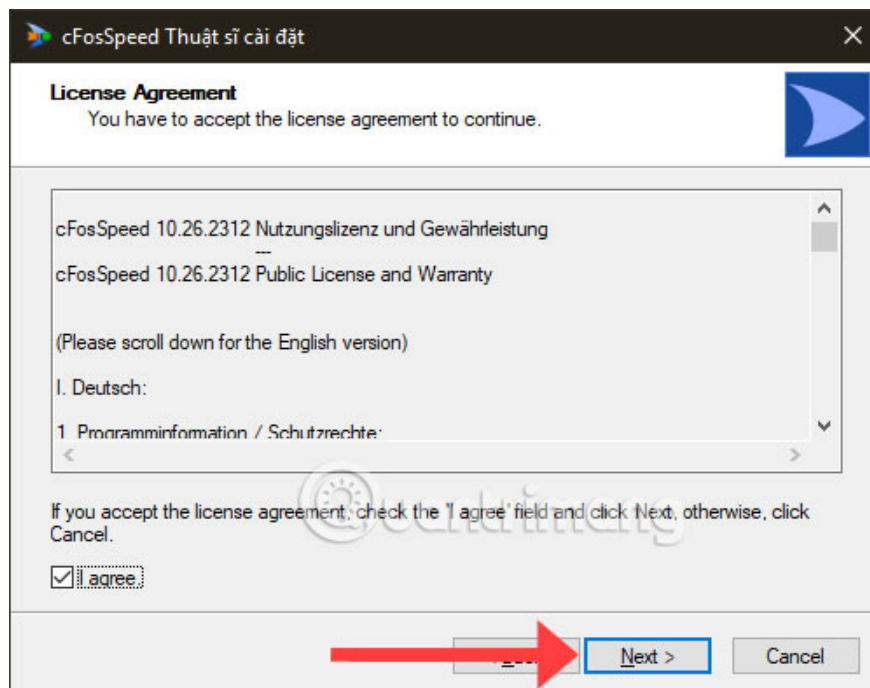 cFosSpeed Thuật sĩ cài đặt
License Agreement
You have to accept the license agreement to continue.
cFosSpeed 10.26.2312 Nutzungslizenz und Gewährleistung
---
cFosSpeed 10.26.2312 Public License and Warranty
(Please scroll down for the English version)
I. Deutsch:
1. Programminformation / Schutzrechte:
Quantrimang
If you accept the license agreement, check the 'I agree' field and click Next, otherwise, click
Cancel.
I agree.
Next > Cancel